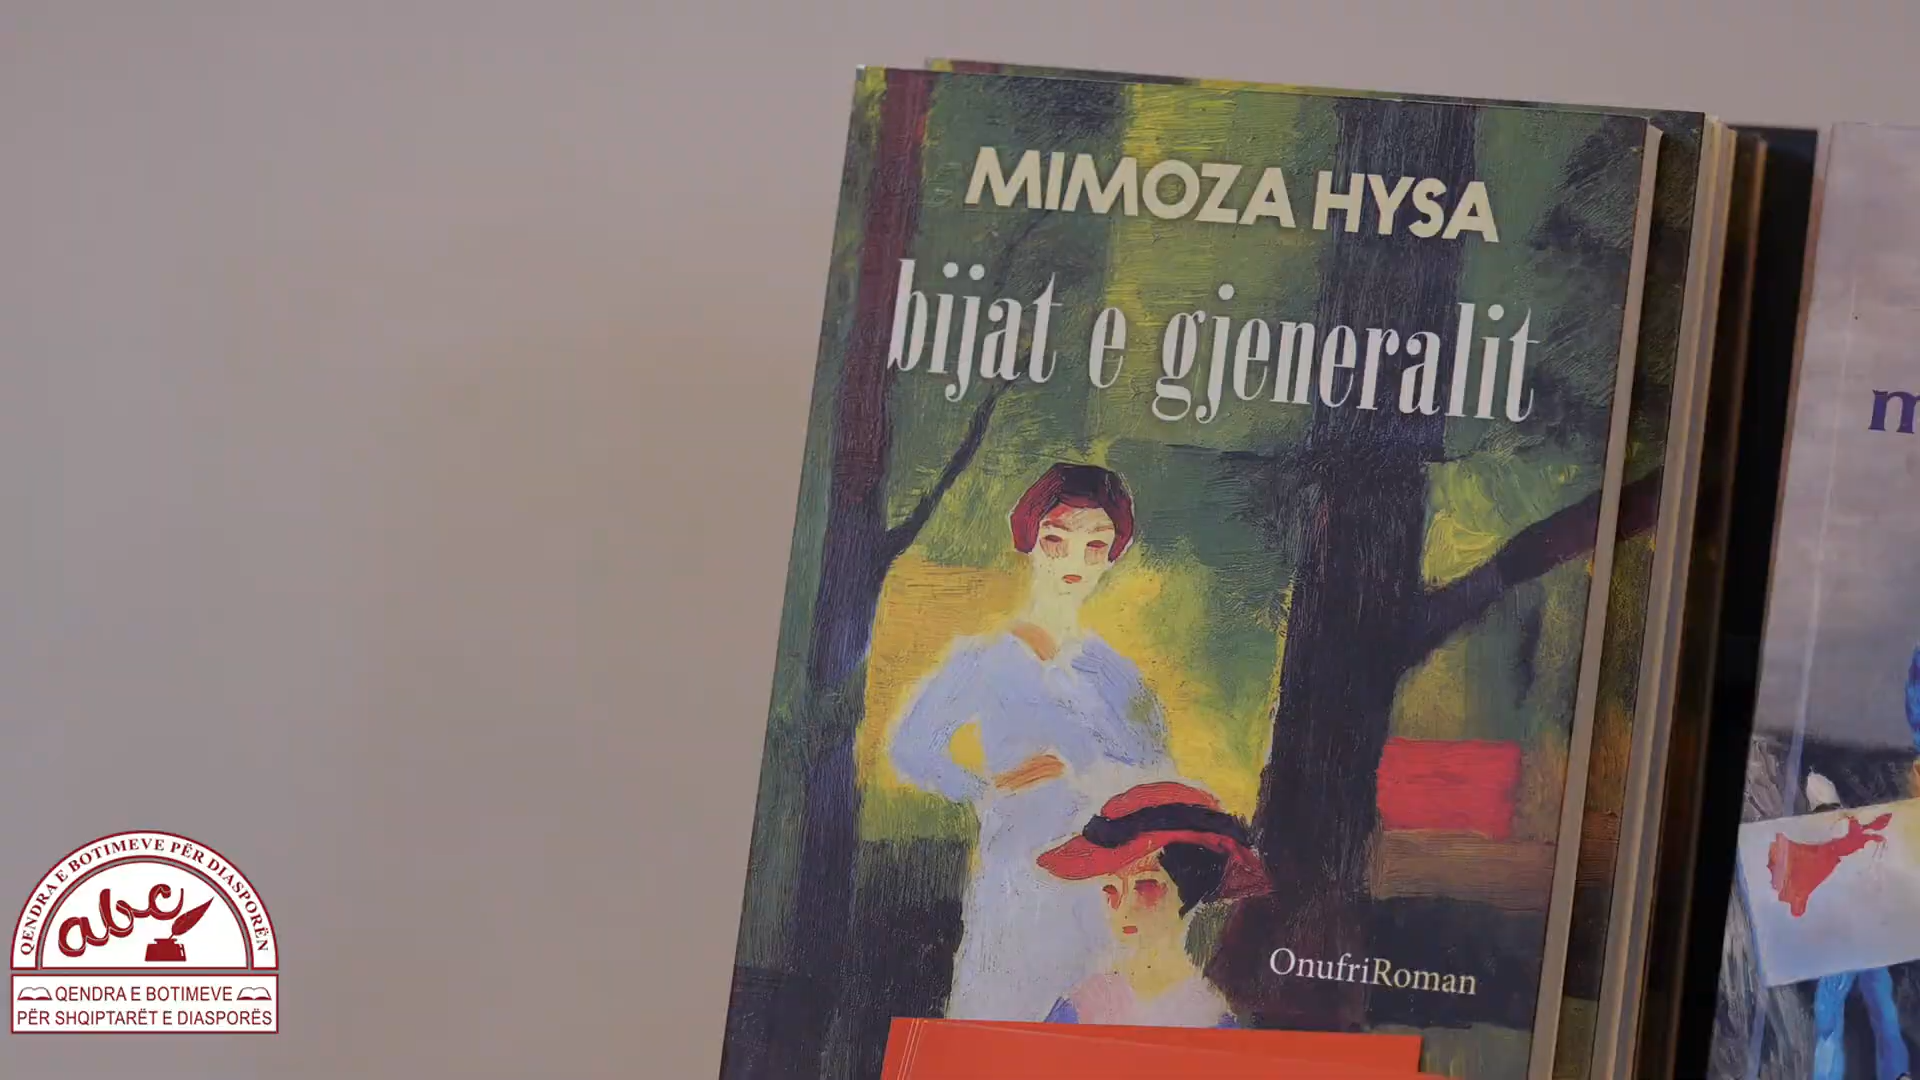 MIMOZA HYSA
bijat e gjeneralit
OnufriRoman
QENDRA E BOTIMEVE PËR DIASPORËN
abc
QENDRA E BOTIMEVE
PËR SHQIPTARËT E DIASPORËS